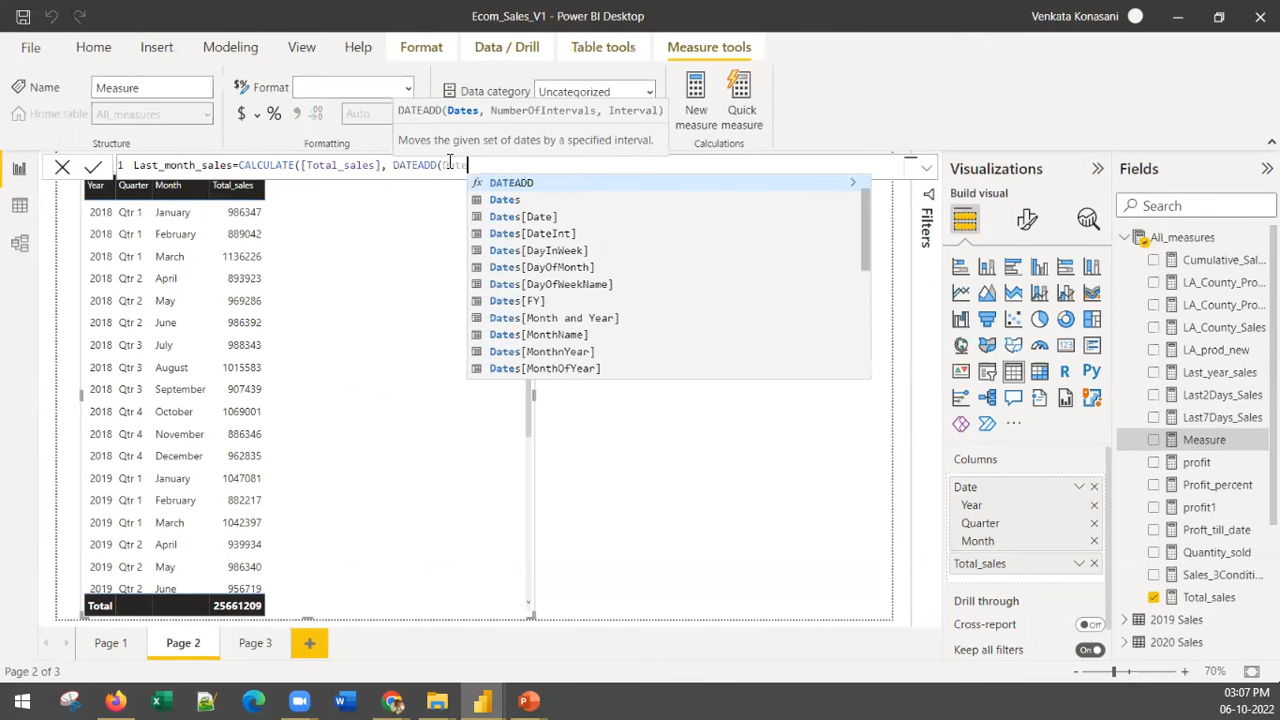 Ecom_Sales_V1 - Power BI Desktop
Venkata Konasani
File Home Insert Modeling View Help Format Data / Drill Table tools Measure tools
Name Measure
Home table All_measures
Structure
Format
$ % 9 .00 Auto
Formatting
Data category Uncategorized
New measure
Quick measure
Calculations
DATEADD(Dates, NumberOfIntervals, Interval)
Moves the given set of dates by a specified interval.
1 Last_month_sales=CALCULATE([Total_sales], DATEADD(Date
DATEADD
Dates
Dates[Date]
Dates[DateInt]
Dates[DayInWeek]
Dates[DayOfMonth]
Dates[DayOfWeekName]
Dates[FY]
Dates[Month and Year]
Dates[MonthName]
Dates[MonthnYear]
Dates[MonthOfYear]
Year Quarter Month Total_sales
2018 Qtr 1 January 986347
2018 Qtr 1 February 889042
2018 Qtr 1 March 1136226
2018 Qtr 2 April 893923
2018 Qtr 2 May 969286
2018 Qtr 2 June 986392
2018 Qtr 3 July 988343
2018 Qtr 3 August 1015583
2018 Qtr 3 September 907439
2018 Qtr 4 October 1069001
2018 Qtr 4 November 886346
2018 Qtr 4 December 962835
2019 Qtr 1 January 1047081
2019 Qtr 1 February 882217
2019 Qtr 1 March 1042397
2019 Qtr 2 April 939934
2019 Qtr 2 May 986340
2019 Qtr 2 June 956719
Total 25661209
Filters
Visualizations
Build visual
R Py
...
Columns
Date
Year
Quarter
Month
Total_sales
Drill through
Cross-report Off
Keep all filters On
Fields
Search
All_measures
Cumulative_Sal...
LA_County_Pro...
LA_County_Pro...
LA_County_Sales
LA_prod_new
Last_year_sales
Last2Days_Sales
Last7Days_Sales
Measure
profit
Profit_percent
profit1
Proft_till_date
Quantity_sold
Sales_3Conditi...
Total_sales
2019 Sales
2020 Sales
Page 1 Page 2 Page 3 +
Page 2 of 3
- + 70%
03:07 PM
06-10-2022